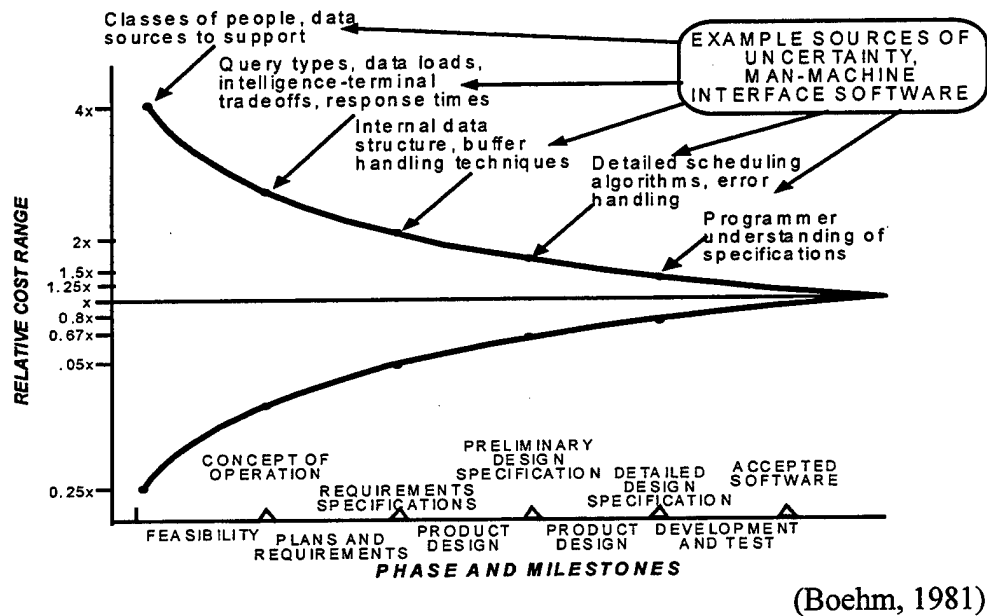 Classes of people, data
sources to support
Query types, data loads,
intelligence-terminal
tradeoffs, response times
Internal data
structure, buffer
handling techniques
Detailed scheduling
algorithms, error
handling
Programmer
understanding of
specifications
EXAMPLE SOURCES OF
UNCERTAINTY,
MAN-MACHINE
INTERFACE SOFTWARE
RELATIVE COST RANGE
4x
2x
1.5x
1.25x
x
0.8x
0.67x
.05x
0.25x
CONCEPT OF
OPERATION
REQUIREMENTS
SPECIFICATIONS
PRELIMINARY
DESIGN
SPECIFICATION
DETAILED
DESIGN
SPECIFICATION
ACCEPTED
SOFTWARE
FEASIBILITY
PLANS AND
REQUIREMENTS
PRODUCT
DESIGN
PRODUCT
DESIGN
DEVELOPMENT
AND TEST
PHASE AND MILESTONES
(Boehm, 1981)